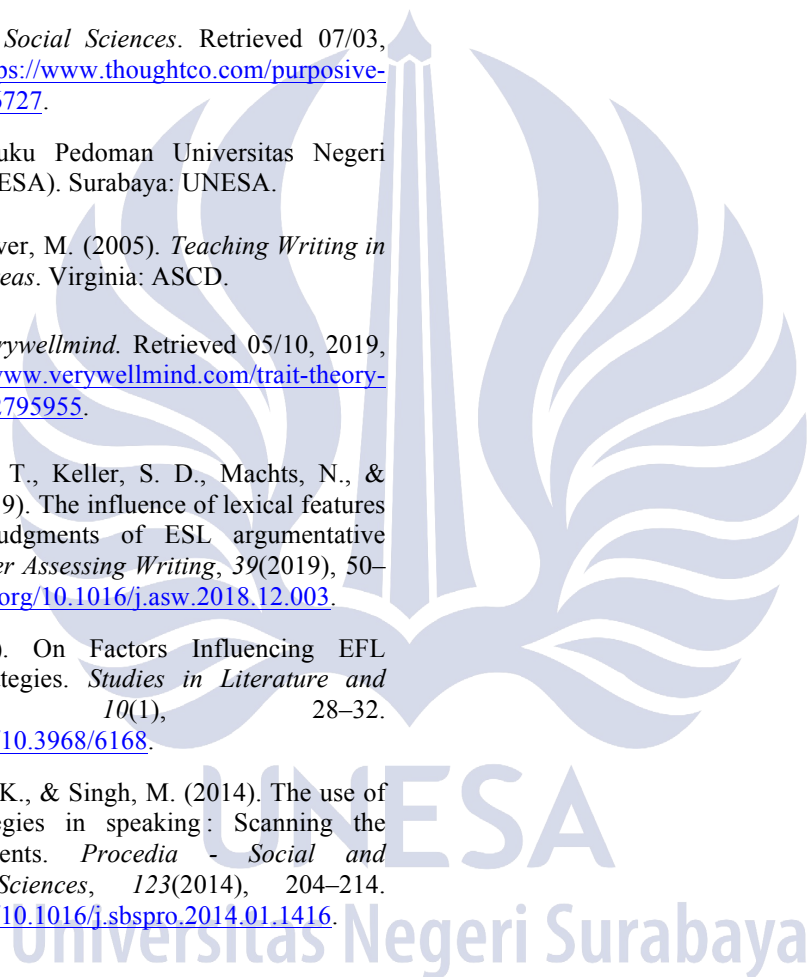 Social Sciences. Retrieved 07/03,
ps://www.thoughtco.com/purposive-
6727.
uku Pedoman Universitas Negeri
ESA). Surabaya: UNESA.
ver, M. (2005). Teaching Writing in
eas. Virginia: ASCD.
rywellmind. Retrieved 05/10, 2019,
www.verywellmind.com/trait-theory-
2795955.
T., Keller, S. D., Machts, N., &
9). The influence of lexical features
udgments of ESL argumentative
er Assessing Writing, 39(2019), 50–
org/10.1016/j.asw.2018.12.003.
). On Factors Influencing EFL
tegies. Studies in Literature and
10(1), 28–32.
/10.3968/6168.
K., & Singh, M. (2014). The use of
egies in speaking : Scanning the
ents. Procedia - Social and
Sciences, 123(2014), 204–214.
/10.1016/j.sbspro.2014.01.1416.
UNESA
Universitas Negeri Surabaya